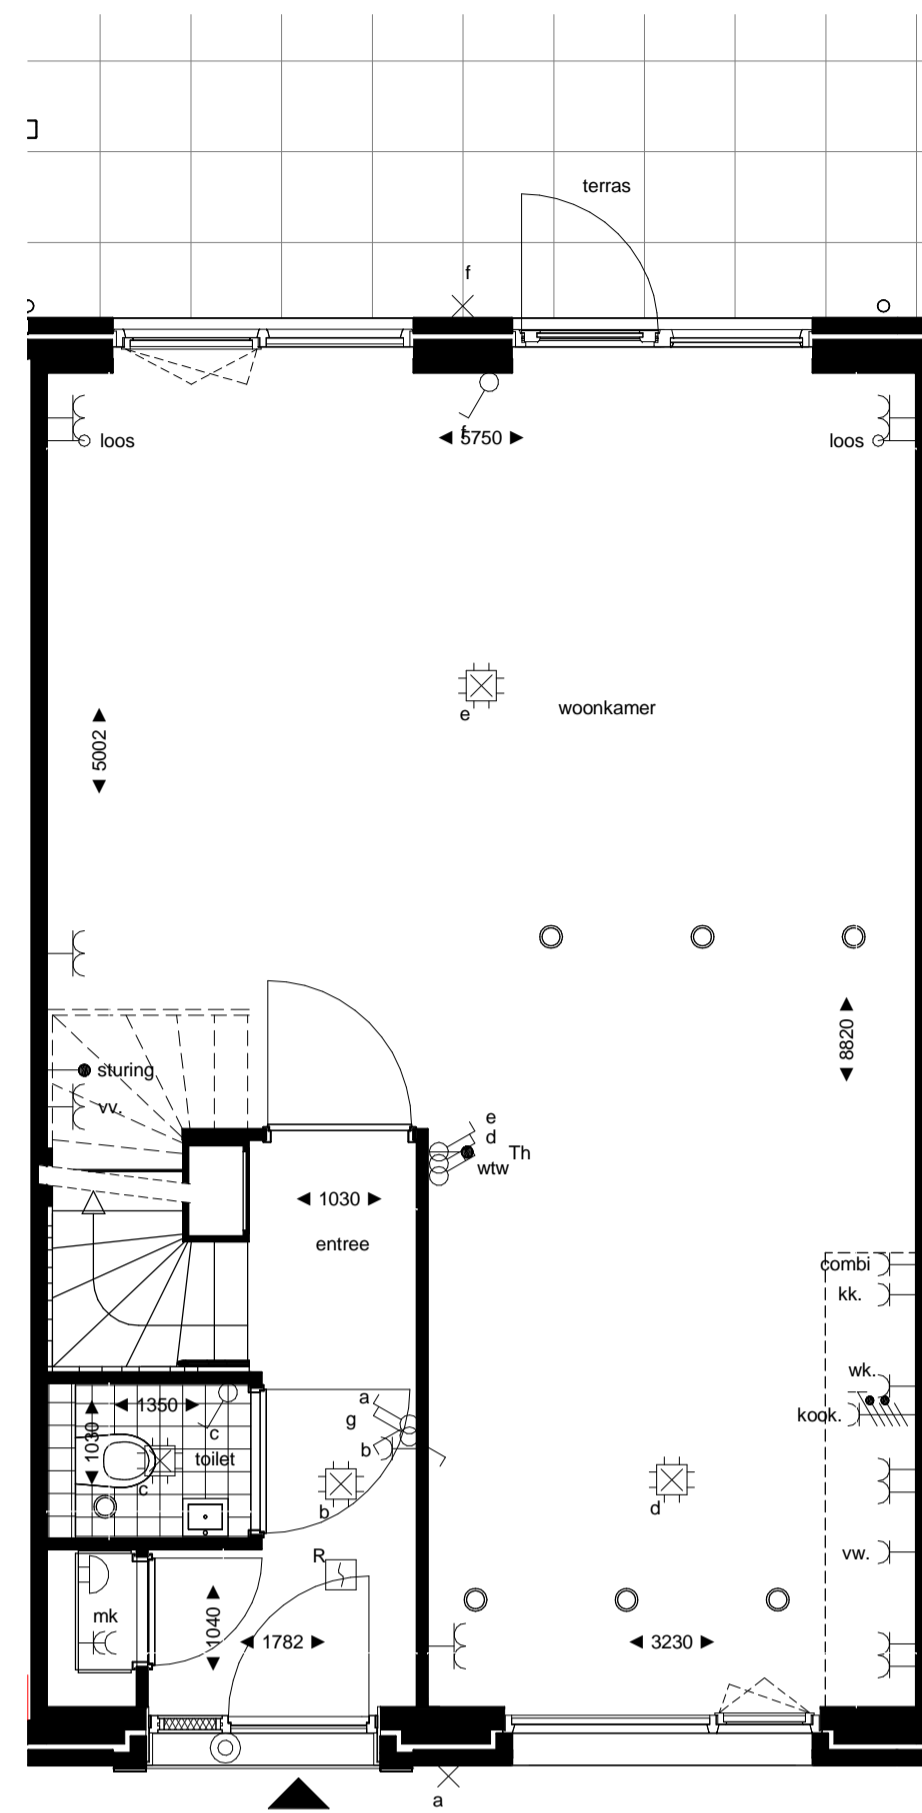 terras
f
f
◄ 5750 ►
loos
loos
e
woonkamer
◄ 5002 ►
◄ 8820 ►
sturing
vv.
e
d
Th
wtw
◄ 1030 ►
entree
combi
kk.
wk.
kook.
◄ 1350 ►
◄ 1030 ►
c
toilet
c
a
g
b
b
d
R
vw.
mk
◄ 1040 ►
◄ 1782 ►
◄ 3230 ►
a